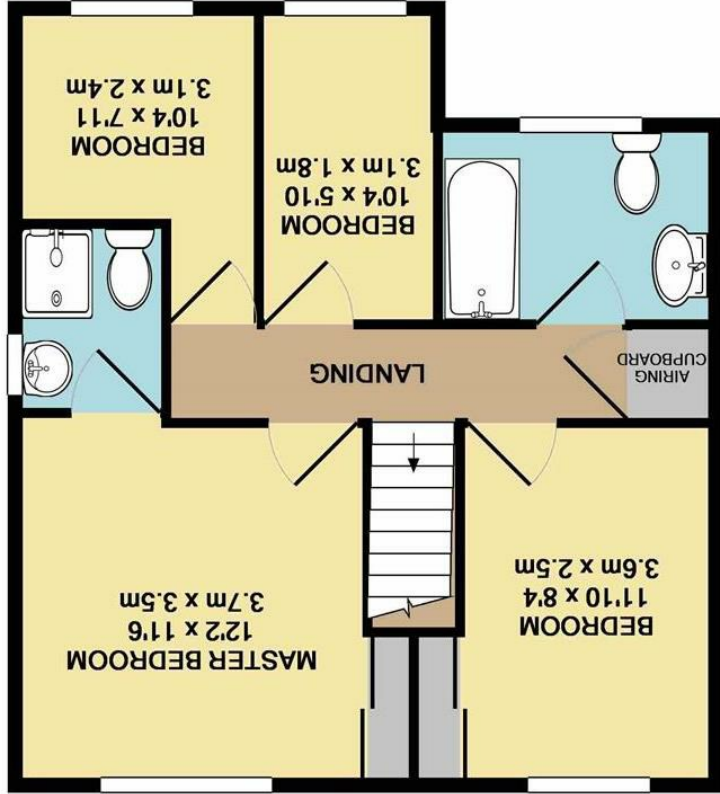 BEDROOM
11'10 x 8'4
3.6m x 2.5m
MASTER BEDROOM
12'2 x 11'6
3.7m x 3.5m
AIRING
CUPBOARD
LANDING
BEDROOM
10'4 x 5'10
3.1m x 1.8m
BEDROOM
10'4 x 7'11
3.1m x 2.4m